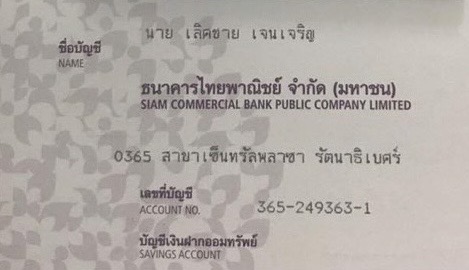 นาย เลิศชาย เจนเจริญ
ชื่อบัญชี
NAME
ธนาคารไทยพาณิชย์ จำกัด (มหาชน)
SIAM COMMERCIAL BANK PUBLIC COMPANY LIMITED
0365 สาขาเซ็นทรัลพลาซา รัตนาธิเบศร์
เลขที่บัญชี
ACCOUNT NO. 365-249363-1
บัญชีเงินฝากออมทรัพย์
SAVINGS ACCOUNT